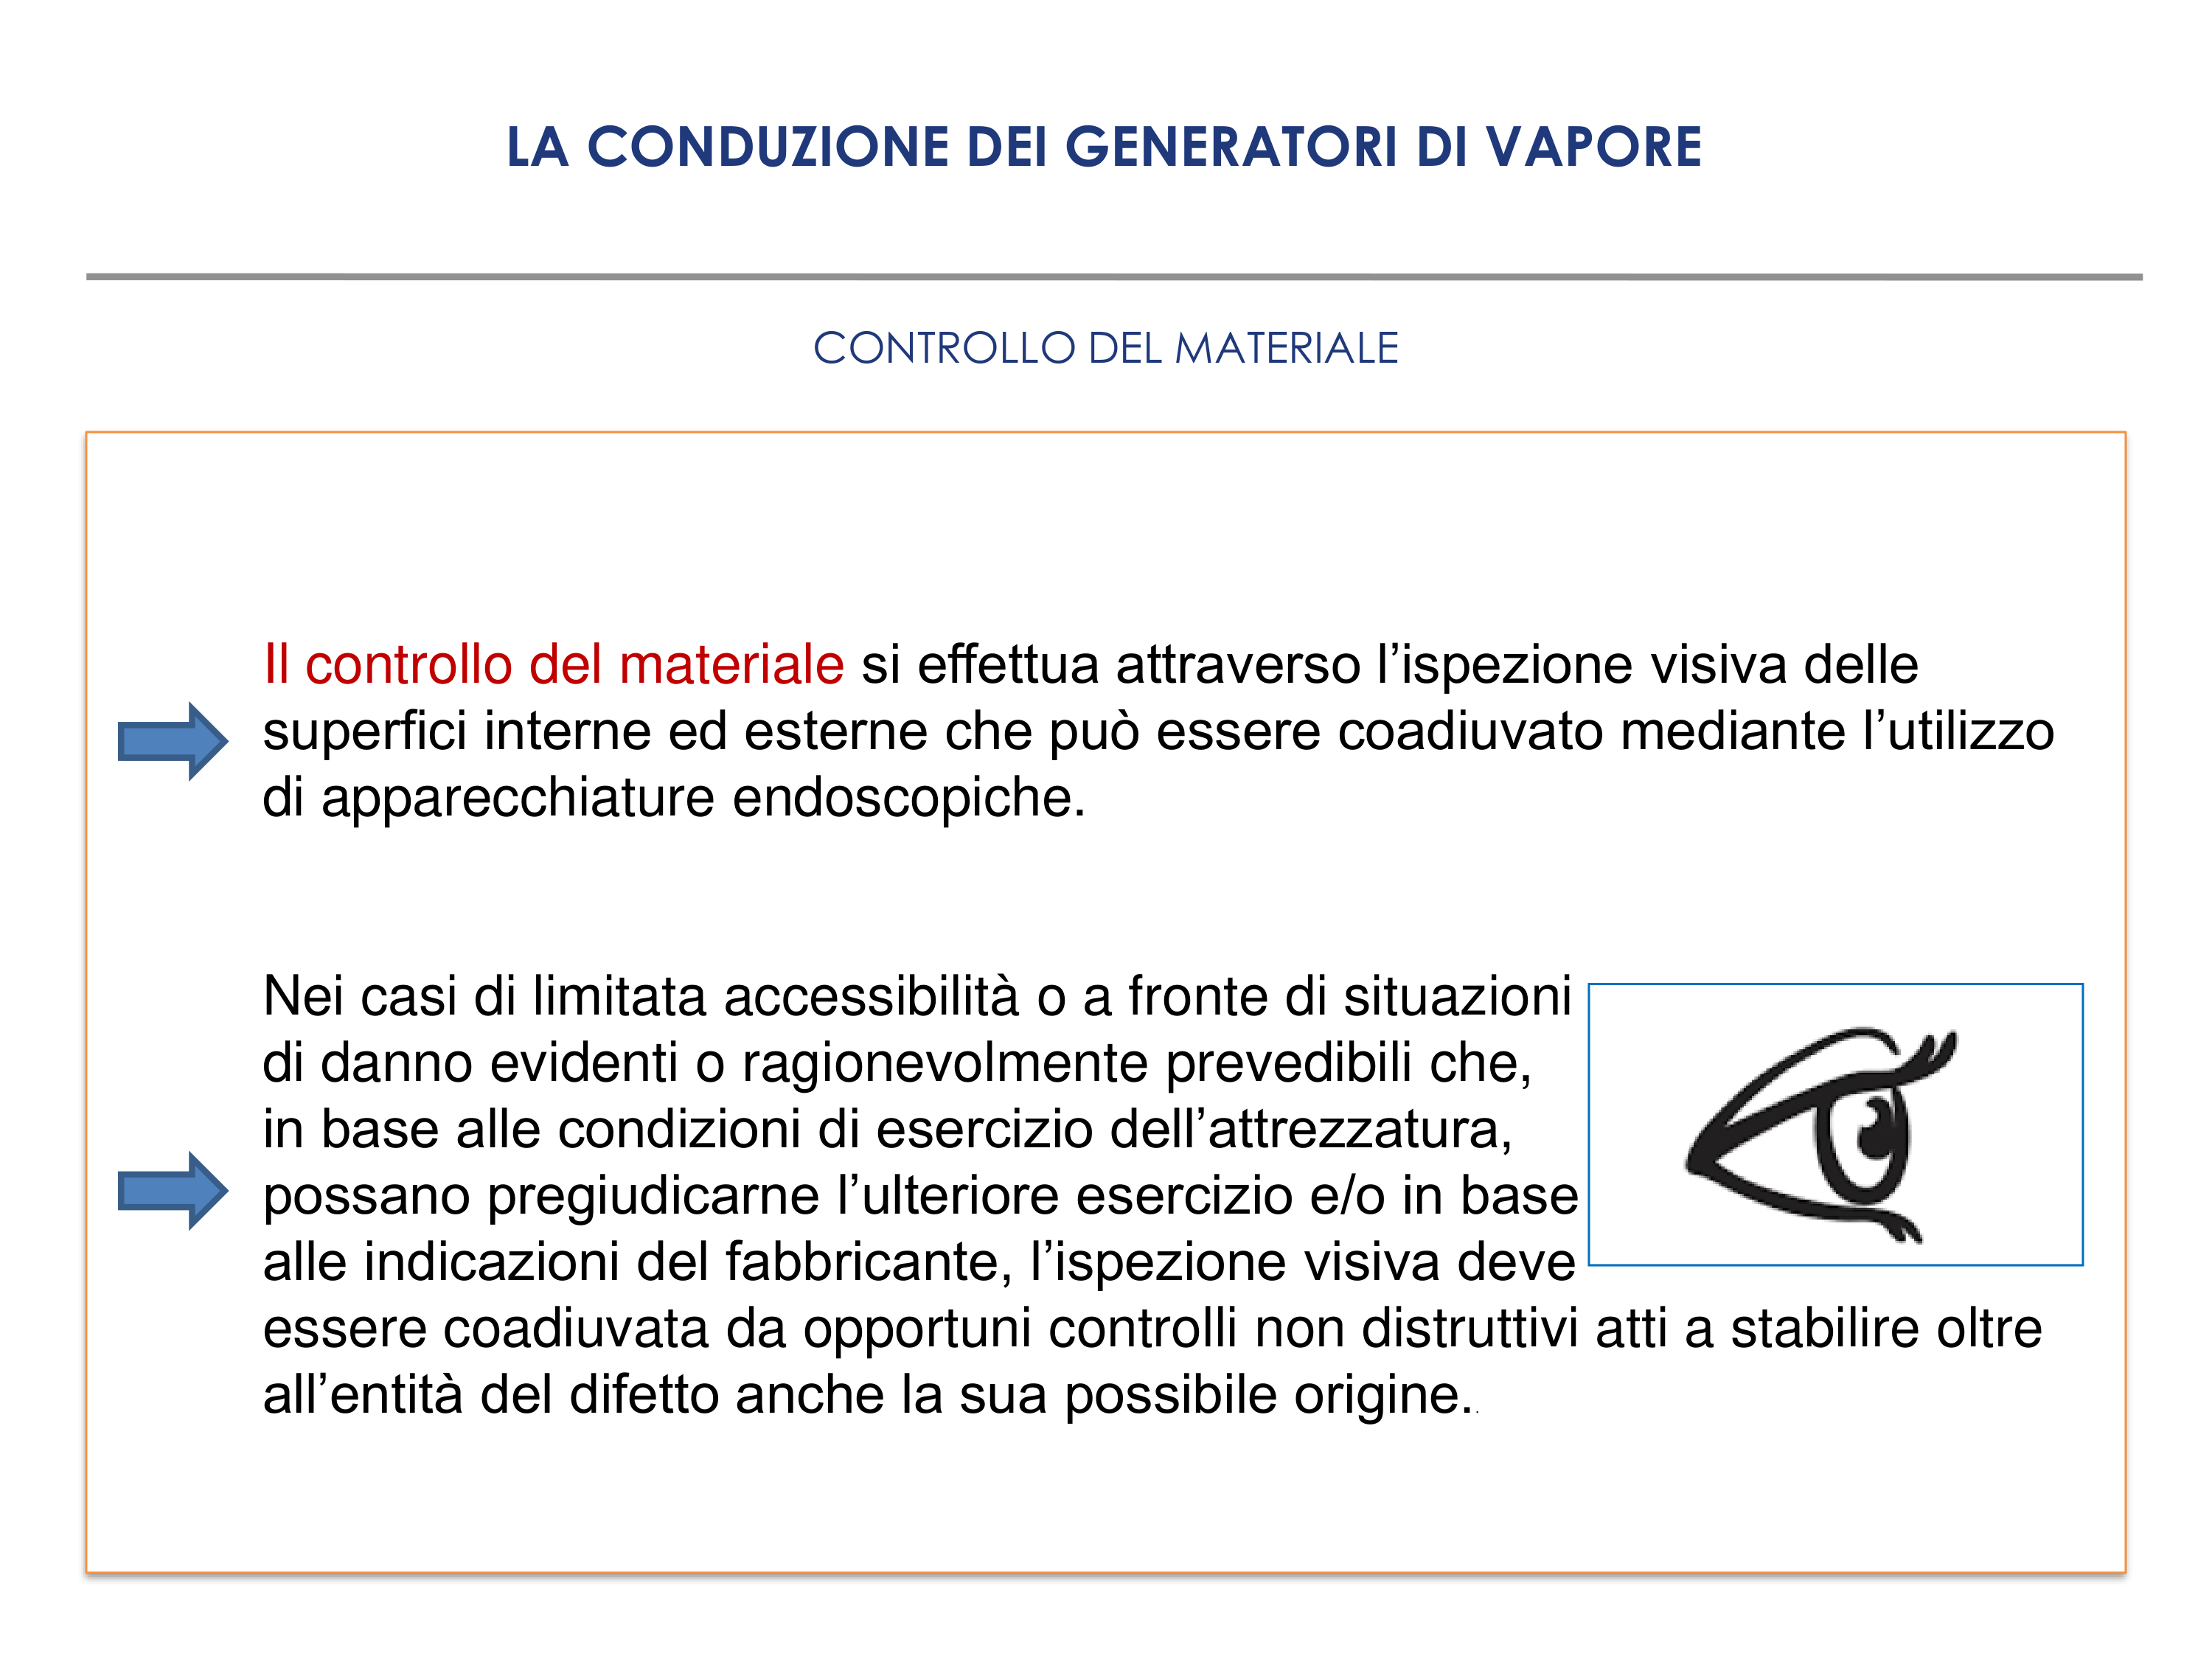 LA CONDUZIONE DEI GENERATORI DI VAPORE
CONTROLLO DEL MATERIALE
Il controllo del materiale si effettua attraverso l’ispezione visiva delle
superfici interne ed esterne che può essere coadiuvato mediante l’utilizzo
di apparecchiature endoscopiche.
Nei casi di limitata accessibilità o a fronte di situazioni
di danno evidenti o ragionevolmente prevedibili che,
in base alle condizioni di esercizio dell’attrezzatura,
possano pregiudicarne l’ulteriore esercizio e/o in base
alle indicazioni del fabbricante, l’ispezione visiva deve
essere coadiuvata da opportuni controlli non distruttivi atti a stabilire oltre
all’entità del difetto anche la sua possibile origine..